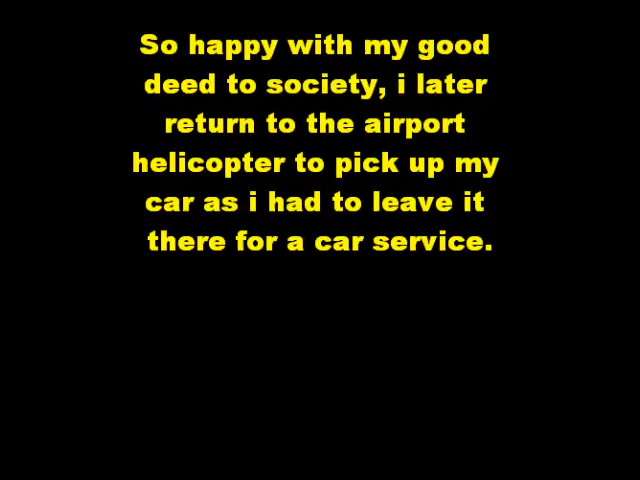 So happy with my good
deed to society, i later
return to the airport
helicopter to pick up my
car as i had to leave it
there for a car service.